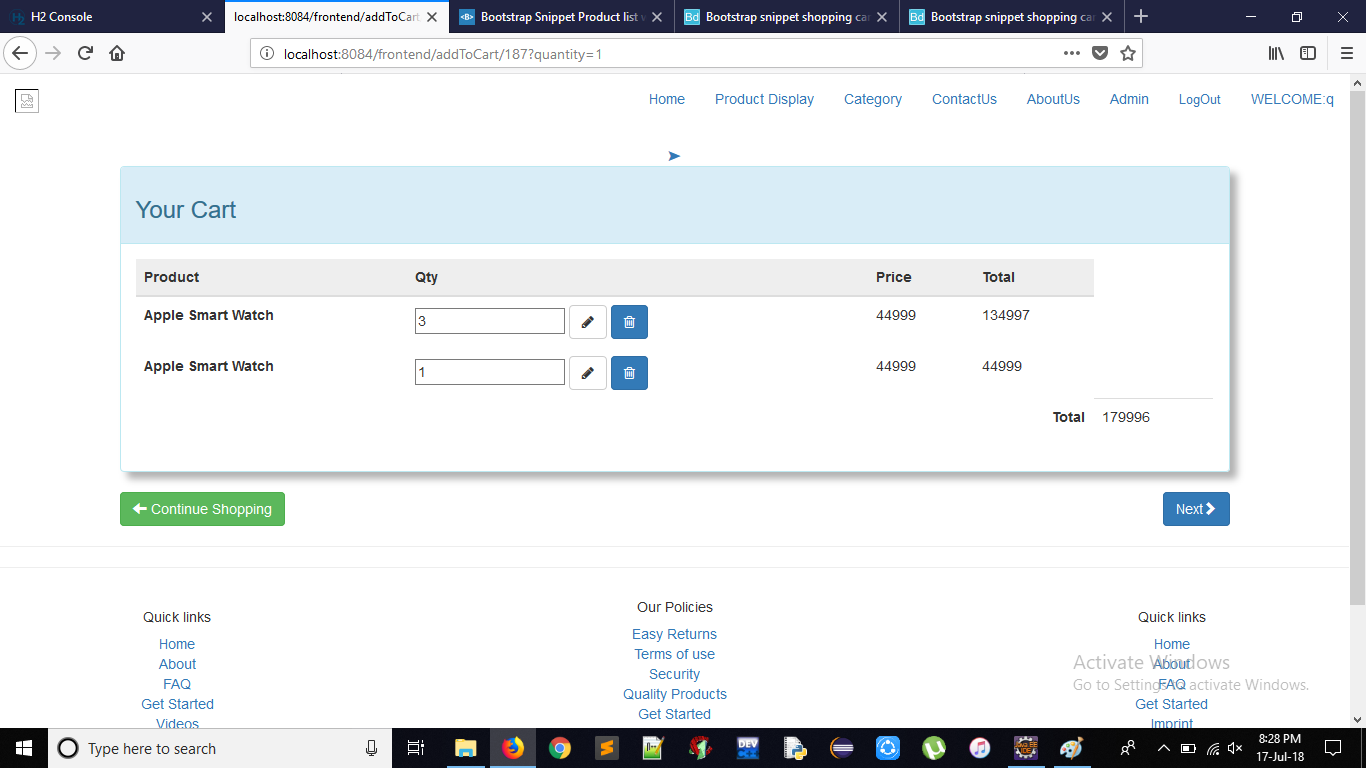 H2 Console
localhost:8084/frontend/addToCart
Bootstrap Snippet Product list
Bootstrap snippet shopping
Bootstrap snippet shopping
localhost:8084/frontend/addToCart/187?quantity=1
Home Product Display Category ContactUs AboutUs Admin LogOut WELCOME:q
Your Cart
Product Qty Price Total
Apple Smart Watch 3 44999 134997
Apple Smart Watch 1 44999 44999
Total 179996
Continue Shopping
Next
Quick links
Home
About
FAQ
Get Started
Videos
Our Policies
Easy Returns
Terms of use
Security
Quality Products
Get Started
Quick links
Home
About
FAQ
Get Started
Imprint
Activate Windows
Go to Settings to activate Windows.
Type here to search
DEV
8:28 PM
17-Jul-18